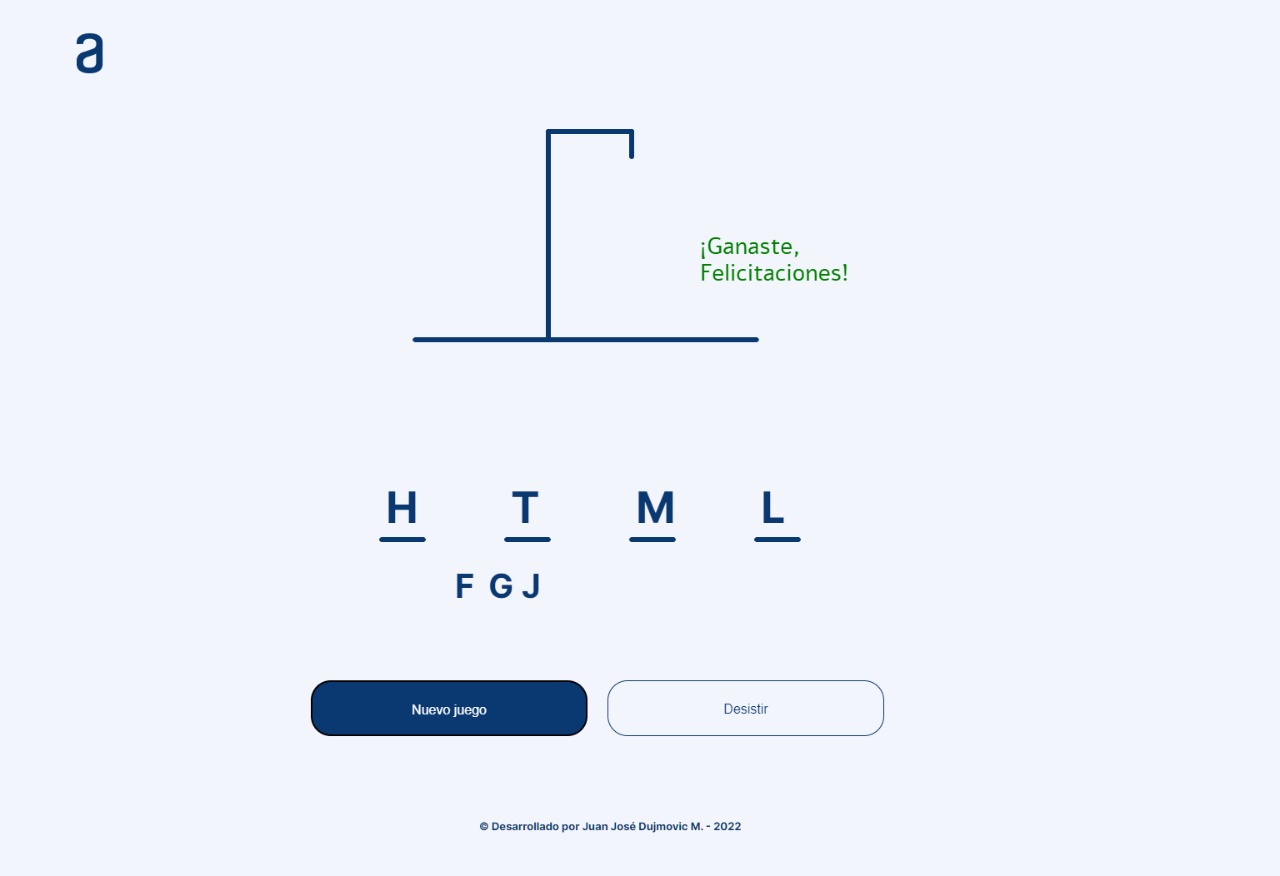 a
¡Ganaste,
Felicitaciones!
H T M L
F G J
Nuevo juego
Desistir
© Desarrollado por Juan José Dujmovic M. - 2022